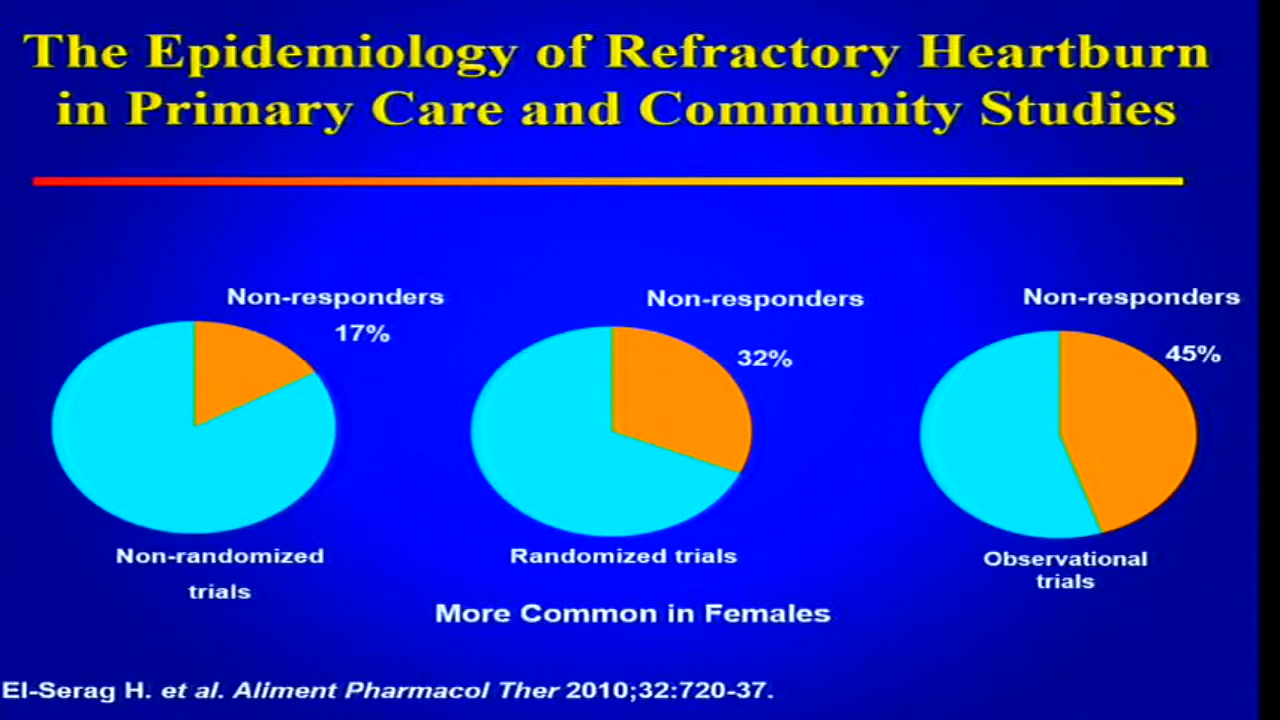 The Epidemiology of Refractory Heartburn
in Primary Care and Community Studies
Non-responders
17%
Non-randomized
trials
Non-responders
32%
Randomized trials
Non-responders
45%
Observational
trials
More Common in Females
El-Serag H. et al. Aliment Pharmacol Ther 2010;32:720-37.